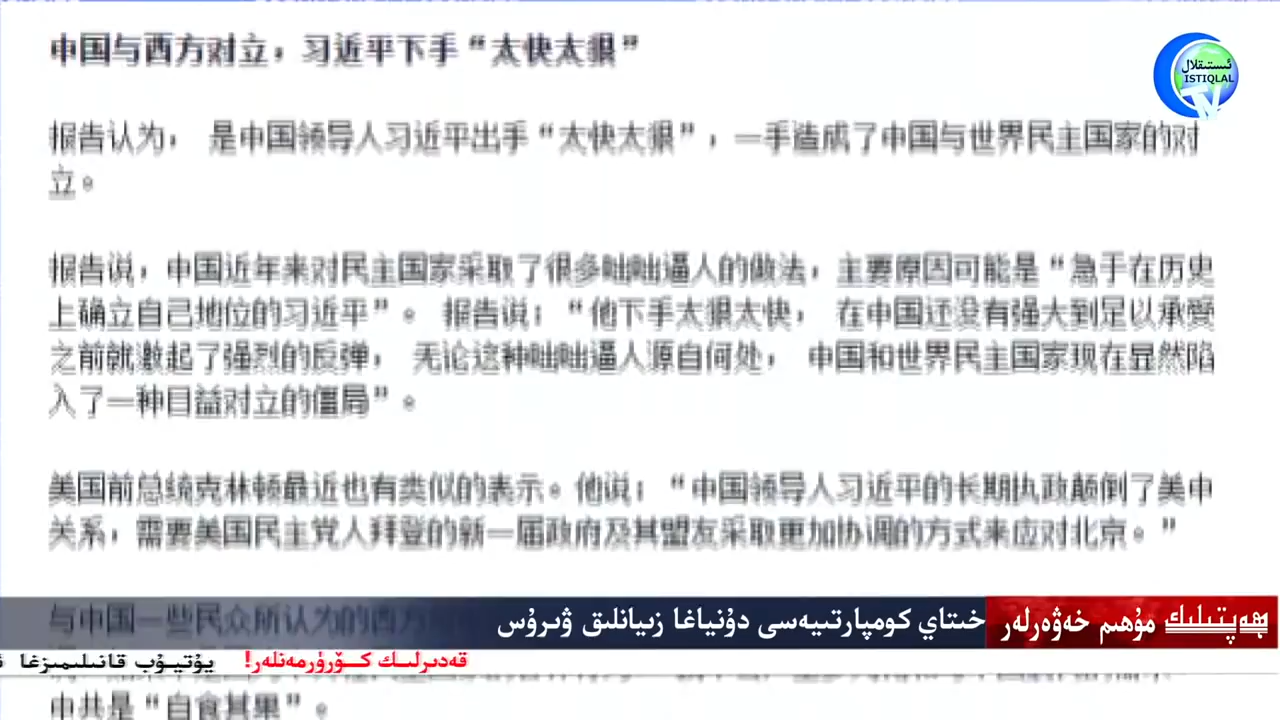 中国与西方对立，习近平下手“太快太狠”
ئىستىقلال
ISTIQLAL
TV
报告认为， 是中国领导人习近平出手“太快太狠”，一手造成了中国与世界民主国家的对
立。
报告说，中国近年来对民主国家采取了很多咄咄逼人的做法，主要原因可能是“急于在历史
上确立自己地位的习近平”。 报告说：“他下手太狠太快， 在中国还没有强大到足以承受
之前就激起了强烈的反弹， 无论这种咄咄逼人源自何处， 中国和世界民主国家现在显然陷
入了一种日益对立的僵局”。
美国前总统克林顿最近也有类似的表示。他说：“中国领导人习近平的长期执政颠倒了美中
关系，需要美国民主党人拜登的新一届政府及其盟友采取更加协调的方式来应对北京。”
与中国一些民众所认为的西方
ھەپتىلىك مۇھىم خەۋەرلەر
خىتاي كومپارتىيەسى دۇنياغا زىيانلىق ۋىرۇس
قەدىرلىك كۆرۈرمەنلەر! يۇتيۇب قانىلىمىزغا
中共是“自食其果”。